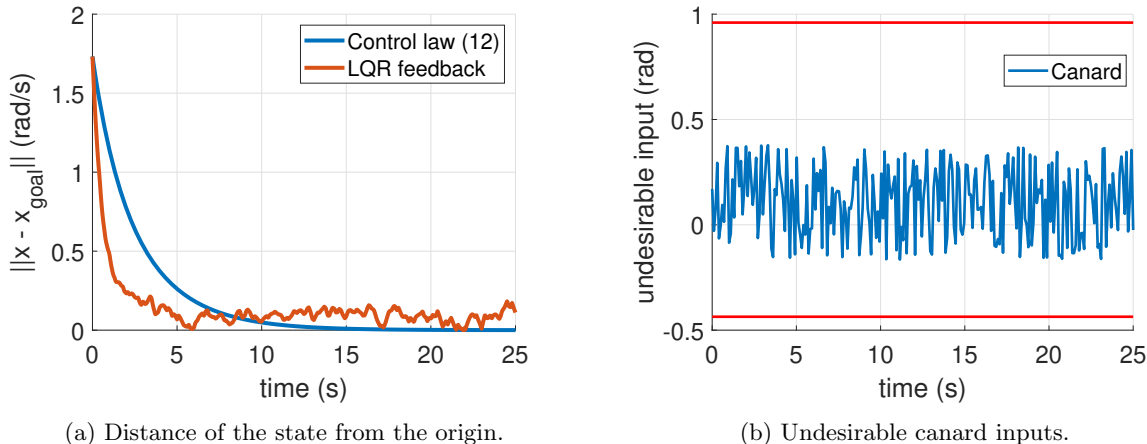 2
1.5
1
0.5
0
||x - x_goal|| (rad/s)
Control law (12)
LQR feedback
0 5 10 15 20 25
time (s)
(a) Distance of the state from the origin.
1
0.5
0
-0.5
undesirable input (rad)
Canard
0 5 10 15 20 25
time (s)
(b) Undesirable canard inputs.